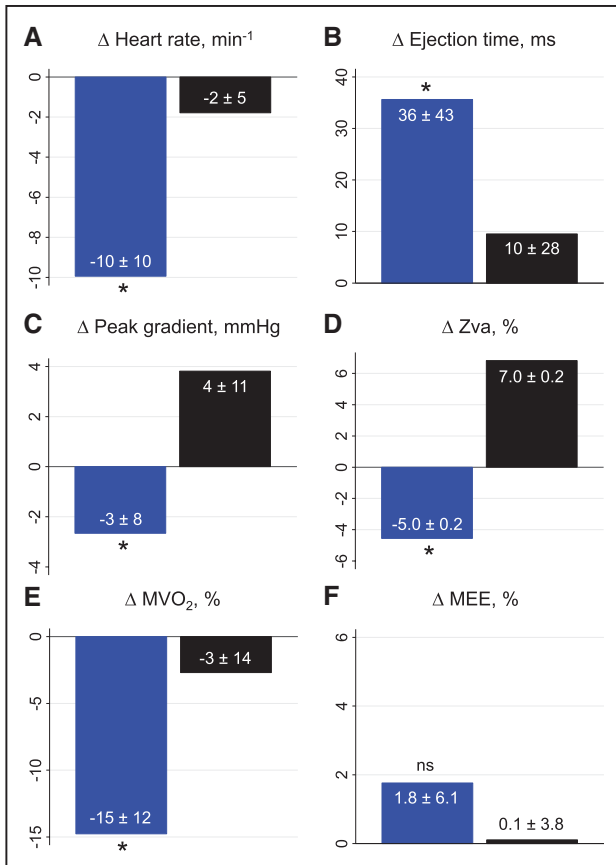 A Δ Heart rate, min⁻¹
0
-2
-4
-6
-8
-10
-2 ± 5
-10 ± 10
*
B Δ Ejection time, ms
40
30
20
10
0
*
36 ± 43
10 ± 28
C Δ Peak gradient, mmHg
4
2
0
-2
-4
4 ± 11
-3 ± 8
*
D Δ Zva, %
6
4
2
0
-2
-4
-6
7.0 ± 0.2
-5.0 ± 0.2
*
E Δ MVO₂, %
0
-5
-10
-15
-3 ± 14
-15 ± 12
*
F Δ MEE, %
6
4
2
0
ns
1.8 ± 6.1
0.1 ± 3.8